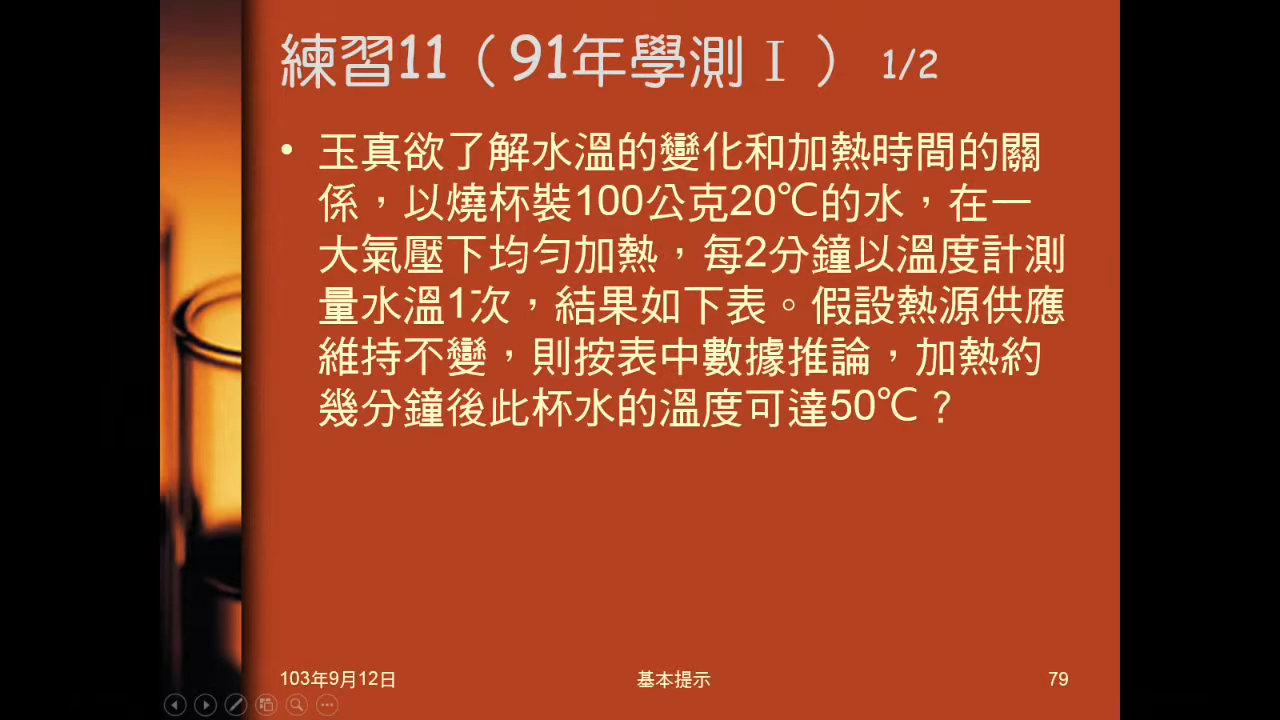 練習11（91年學測Ⅰ） 1/2
• 玉真欲了解水溫的變化和加熱時間的關
係，以燒杯裝100公克20℃的水，在一
大氣壓下均勻加熱，每2分鐘以溫度計測
量水溫1次，結果如下表。假設熱源供應
維持不變，則按表中數據推論，加熱約
幾分鐘後此杯水的溫度可達50℃？
103年9月12日 基本提示 79